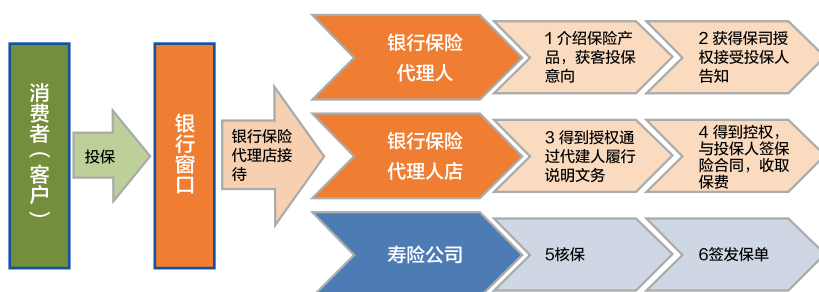 消费者（客户）
投保
银行窗口
银行保险
代理店接
待
银行保险
代理人
1 介绍保险产
品，获客投保
意向
2 获得保司授
权接受投保人
告知
银行保险
代理人店
3 得到授权通
过代建人履行
说明文务
4 得到控权，
与投保人签保
险合同，收取
保费
寿险公司
5核保
6签发保单